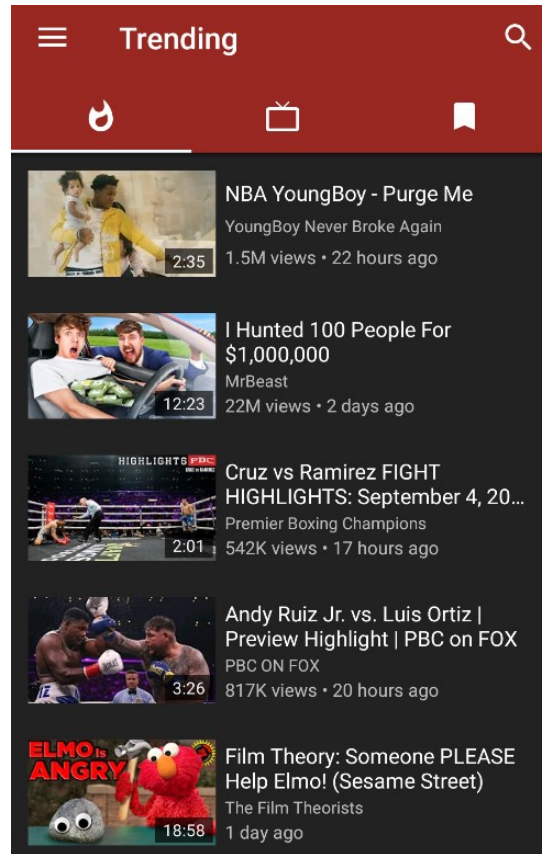 Trending
NBA YoungBoy - Purge Me
YoungBoy Never Broke Again
2:35
1.5M views • 22 hours ago
I Hunted 100 People For
$1,000,000
MrBeast
12:23
22M views • 2 days ago
HIGHLIGHTS PBC
CRUZ vs RAMIREZ
Cruz vs Ramirez FIGHT
HIGHLIGHTS: September 4, 20...
Premier Boxing Champions
2:01
542K views • 17 hours ago
Andy Ruiz Jr. vs. Luis Ortiz |
Preview Highlight | PBC on FOX
PBC ON FOX
3:26
817K views • 20 hours ago
ELMO IS
ANGRY
Film Theory: Someone PLEASE
Help Elmo! (Sesame Street)
The Film Theorists
18:58
1 day ago